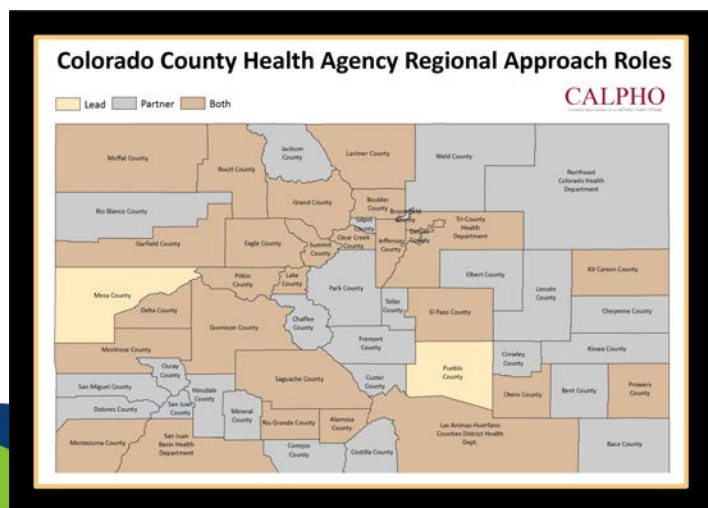 Colorado County Health Agency Regional Approach Roles
Lead
Partner
Both
CALPHO
Jackson
County
Moffat County
Routt County
Larimer County
Weld County
Northeast
Colorado Health
Department
Rio Blanco County
Grand County
Boulder
County
Gilpin
County
Garfield County
Eagle County
Summit
County
Clear Creek
County
Jefferson
County
Tri-County
Health
Department
Mesa County
Pitkin
County
Lake
County
Park County
Elbert County
Lincoln
County
Kit Carson County
Delta County
Gunnison County
Chaffee
County
Teller
County
El Paso County
Cheyenne County
Montrose County
Fremont
County
Ouray
County
Saguache County
Custer
County
Pueblo
County
Crowley
County
Kiowa County
San Miguel County
Hinsdale
County
Dolores County
San Juan
County
Mineral
County
Rio Grande County
Alamosa
County
Otero County
Bent County
Prowers
County
Montezuma County
San Juan
Basin Health
Department
Conejos
County
Costilla County
Las Animas-Huerfano
Counties District Health
Dept.
Baca County